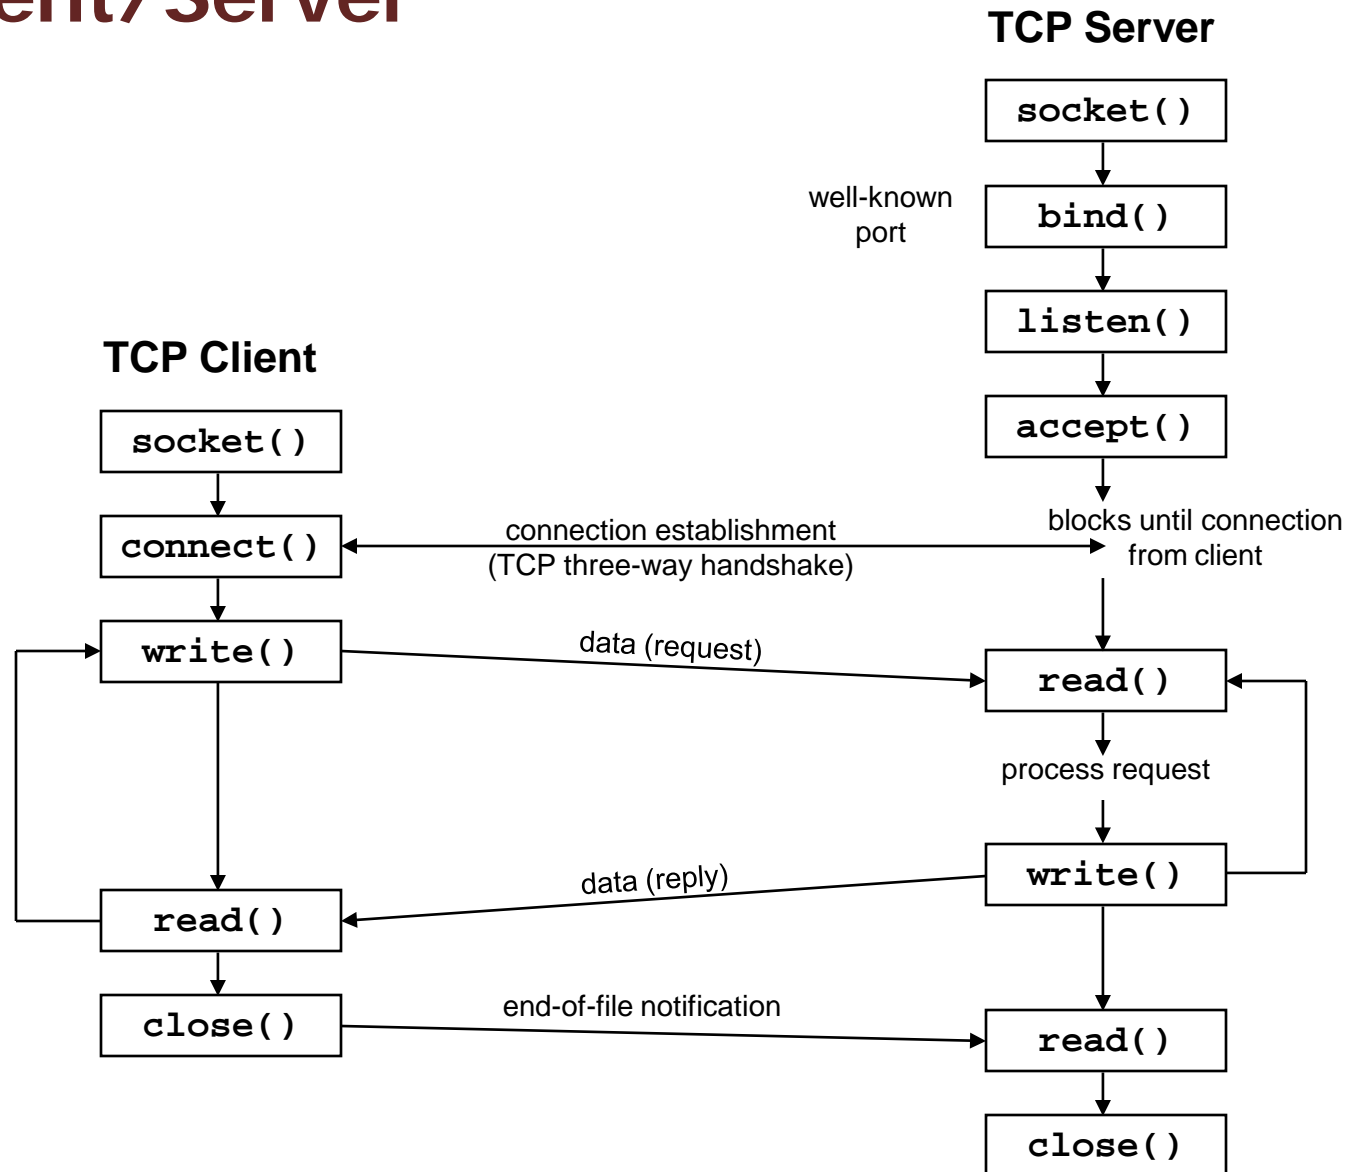 TCP Server
socket()
well-known
port
bind()
listen()
TCP Client
accept()
socket()
connect()
connection establishment
(TCP three-way handshake)
blocks until connection
from client
write()
data (request)
read()
process request
write()
data (reply)
read()
close()
end-of-file notification
read()
close()